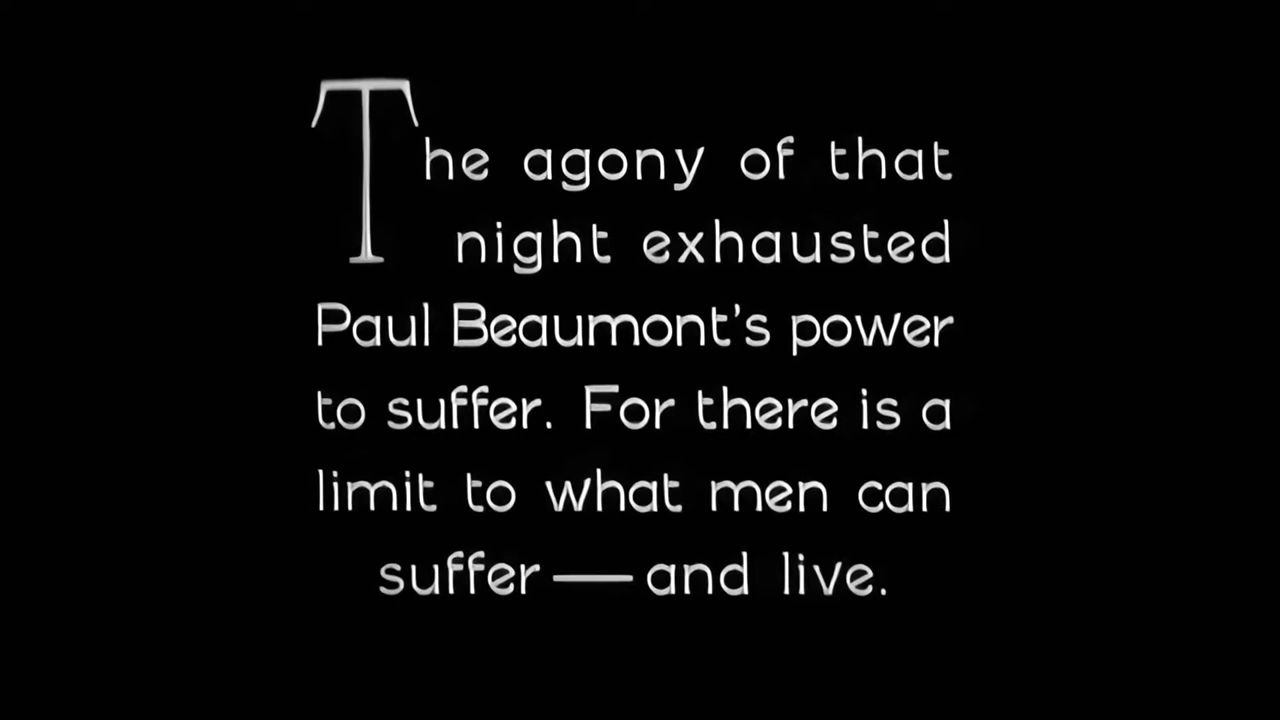 The agony of that
night exhausted
Paul Beaumont's power
to suffer. For there is a
limit to what men can
suffer—and live.